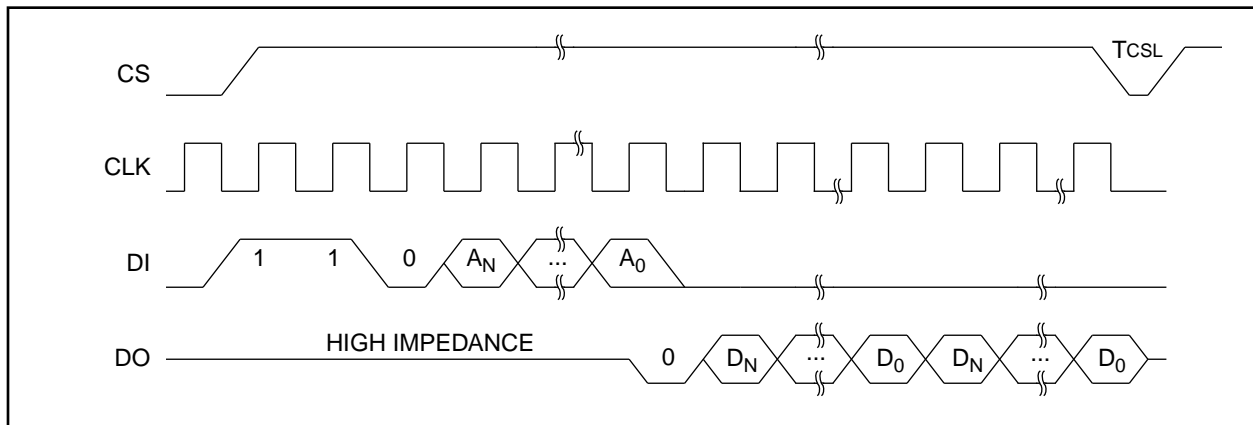 CS TCSL
CLK
DI 1 1 0 AN ... A0
HIGH IMPEDANCE
DO 0 DN ... D0 DN ... D0